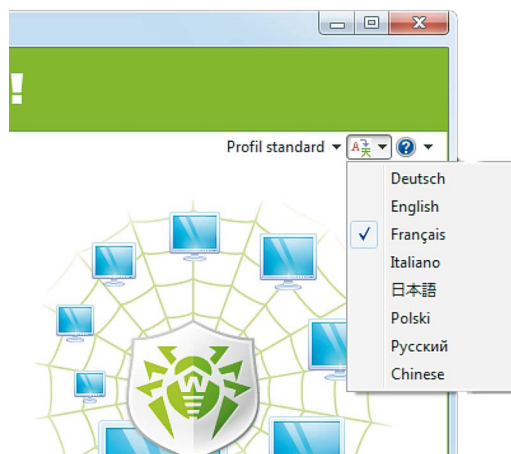 !
Profil standard
Deutsch
English
Français
Italiano
日本語
Polski
Русский
Chinese